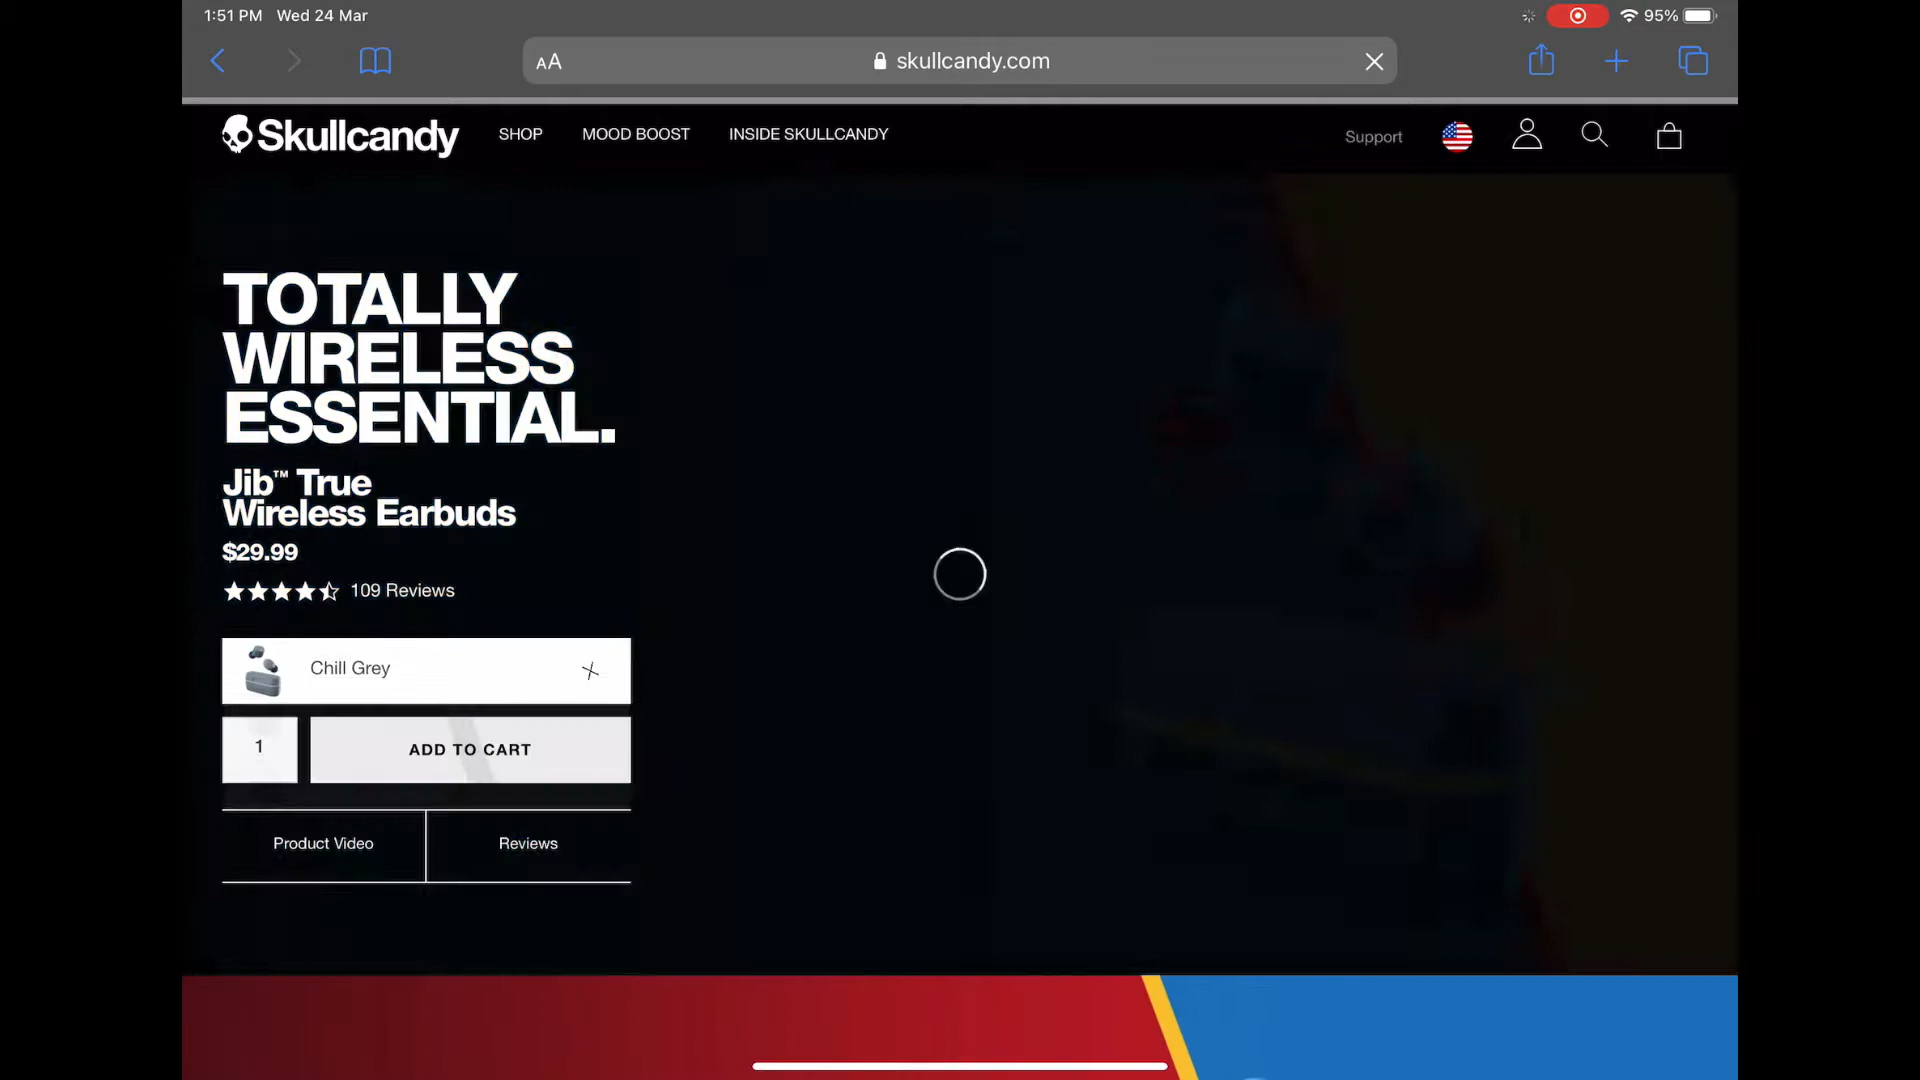 1:51 PM Wed 24 Mar
95%
AA
skullcandy.com
Skullcandy
SHOP
MOOD BOOST
INSIDE SKULLCANDY
Support
TOTALLY
WIRELESS
ESSENTIAL.
Jib™ True
Wireless Earbuds
$29.99
109 Reviews
Chill Grey
1
ADD TO CART
Product Video
Reviews